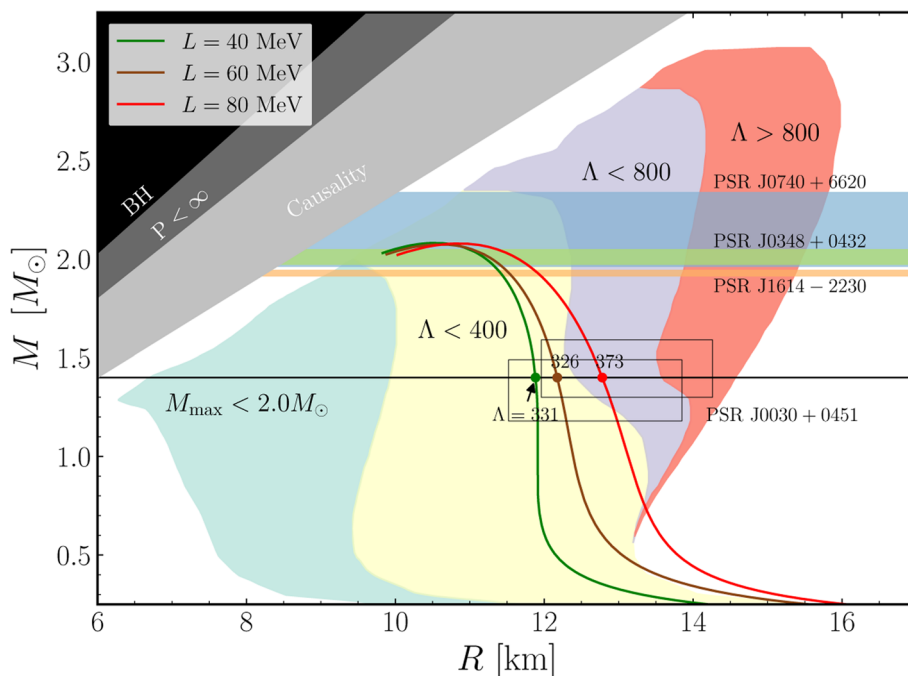 L = 40 MeV
L = 60 MeV
L = 80 MeV
BH
P < ∞
Causality
Λ < 800
Λ > 800
PSR J0740 + 6620
PSR J0348 + 0432
PSR J1614 − 2230
Λ < 400
326
373
M_max < 2.0M_⊙
Λ = 331
PSR J0030 + 0451
3.0
2.5
2.0
1.5
1.0
0.5
M [M_⊙]
6
8
10
12
14
16
R [km]